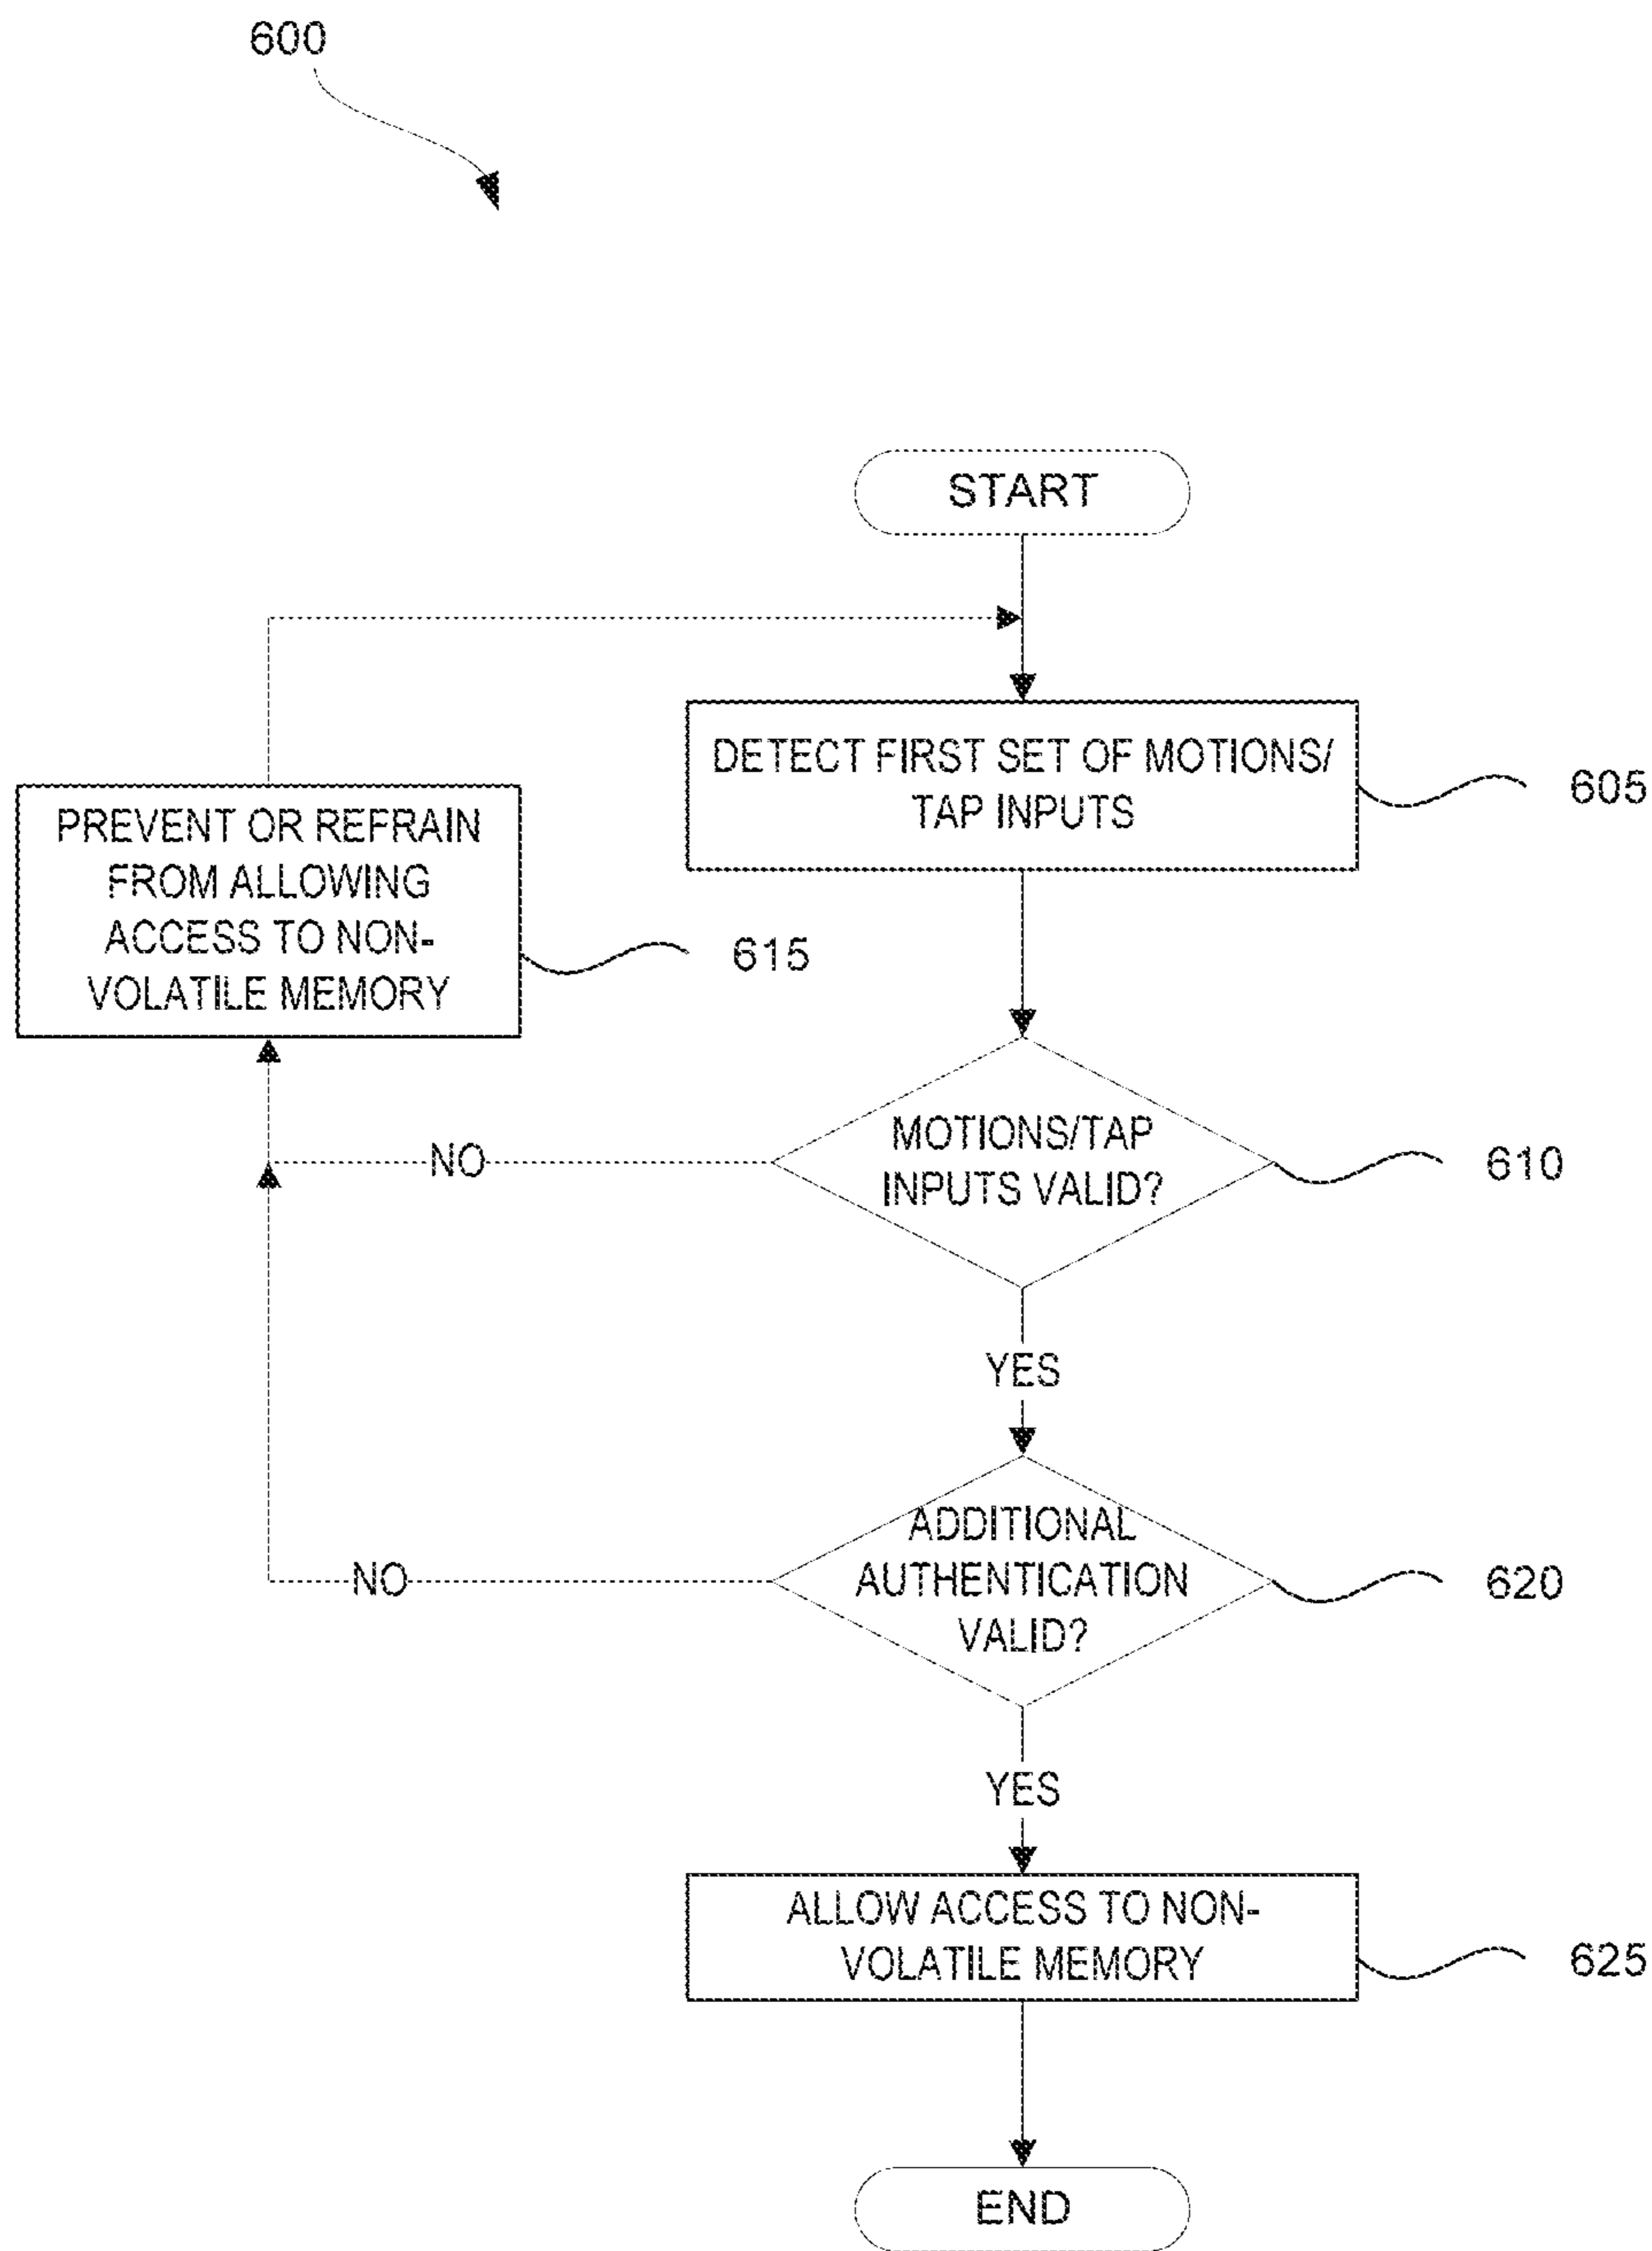 600
START
DETECT FIRST SET OF MOTIONS/
TAP INPUTS
605
PREVENT OR REFRAIN
FROM ALLOWING
ACCESS TO NON-
VOLATILE MEMORY
615
MOTIONS/TAP
INPUTS VALID?
610
NO
YES
ADDITIONAL
AUTHENTICATION
VALID?
620
NO
YES
ALLOW ACCESS TO NON-
VOLATILE MEMORY
625
END